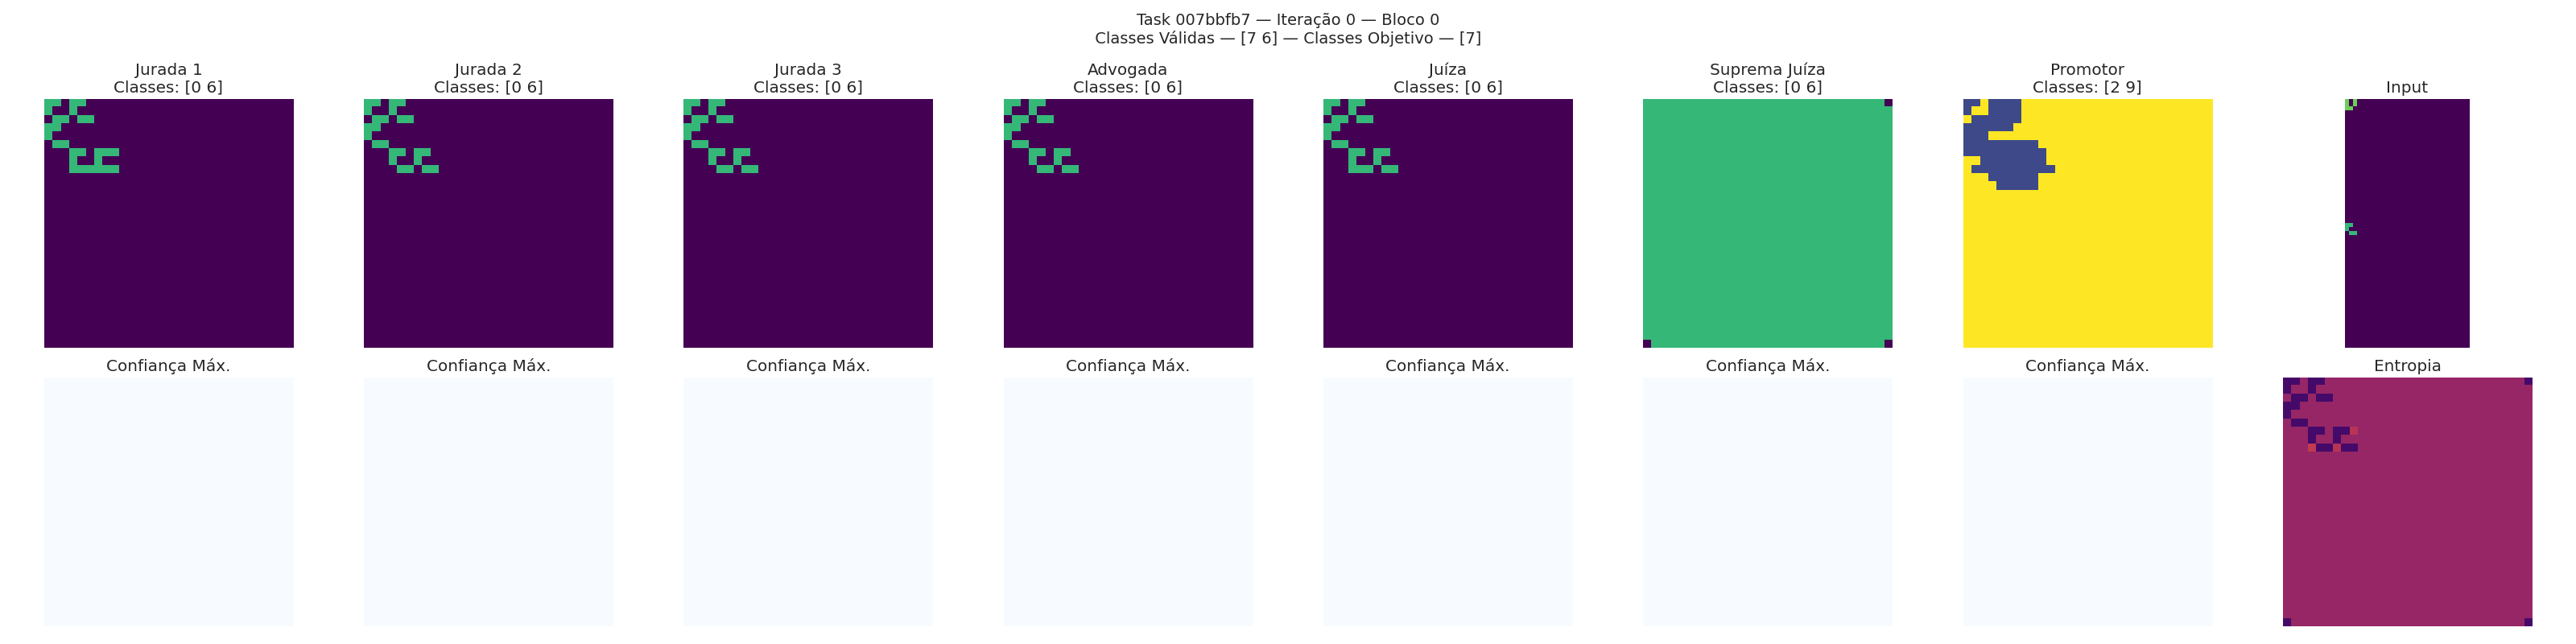 Task 007bbfb7 — Iteração 0 — Bloco 0
Classes Válidas — [7 6] — Classes Objetivo — [7]
Jurada 1
Classes: [0 6]
Jurada 2
Classes: [0 6]
Jurada 3
Classes: [0 6]
Advogada
Classes: [0 6]
Juíza
Classes: [0 6]
Suprema Juíza
Classes: [0 6]
Promotor
Classes: [2 9]
Input
Confiança Máx.
Confiança Máx.
Confiança Máx.
Confiança Máx.
Confiança Máx.
Confiança Máx.
Confiança Máx.
Entropia